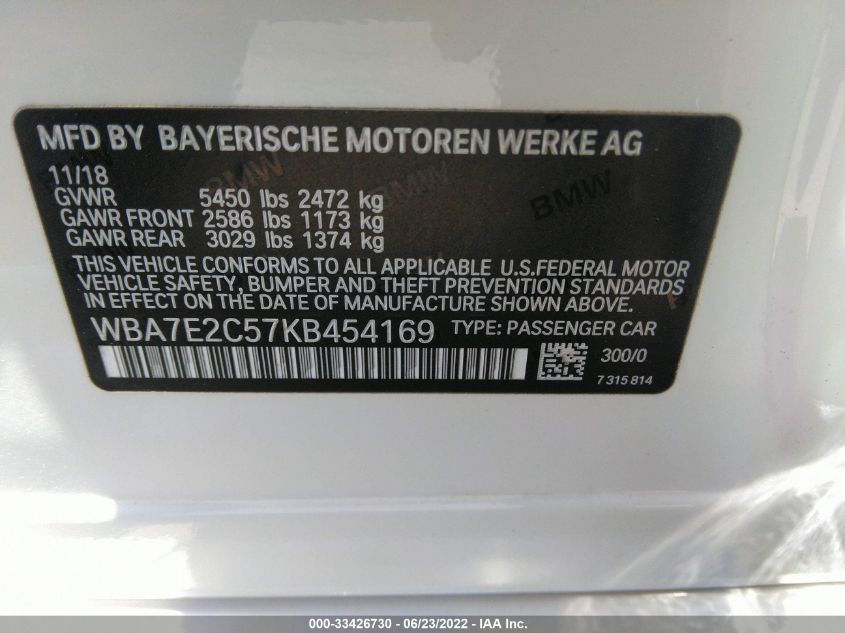 MFD BY BAYERISCHE MOTOREN WERKE AG
11/18
GVWR 5450 lbs 2472 kg
GAWR FRONT 2586 lbs 1173 kg
GAWR REAR 3029 lbs 1374 kg
THIS VEHICLE CONFORMS TO ALL APPLICABLE U.S.FEDERAL MOTOR
VEHICLE SAFETY, BUMPER AND THEFT PREVENTION STANDARDS
IN EFFECT ON THE DATE OF MANUFACTURE SHOWN ABOVE.
WBA7E2C57KB454169 TYPE: PASSENGER CAR
300/0
7 315 814
BMW
BMW
000-33426730 - 06/23/2022 - IAA Inc.